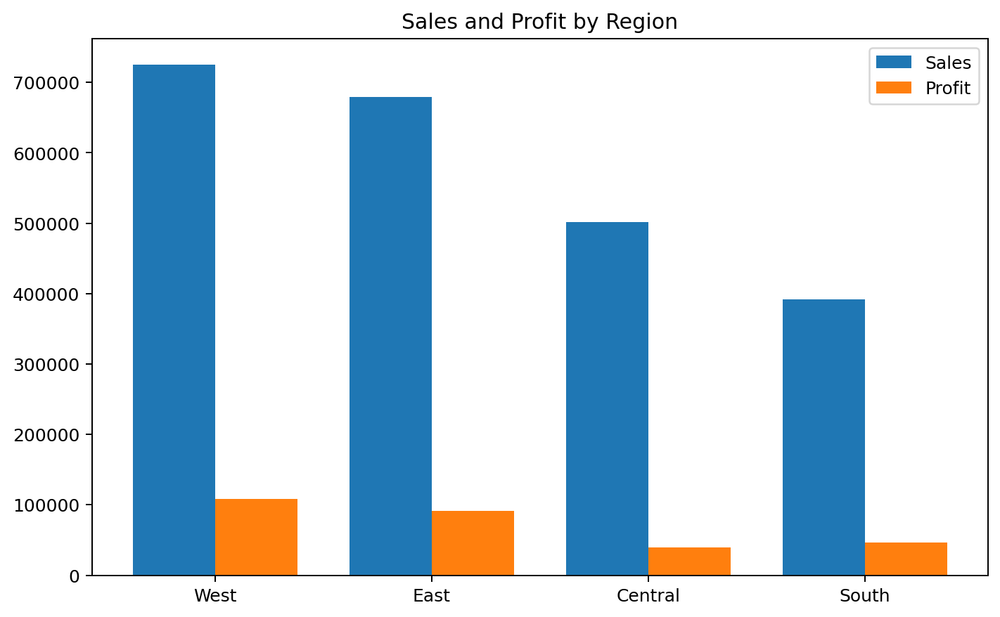 Sales and Profit by Region
Sales
Profit
700000
600000
500000
400000
300000
200000
100000
0
West East Central South